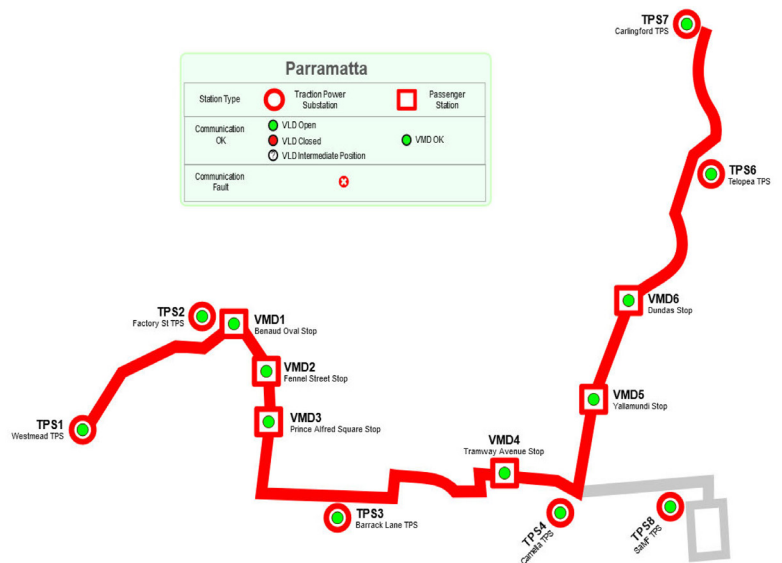 TPS7
Carlingford TPS
Parramatta
Station Type
Traction Power
Substation
Passenger
Station
Communication
OK
VLD Open
VLD Closed
? VLD Intermediate Position
VMD OK
Communication
Fault
TPS6
Telopea TPS
VMD6
Dundas Stop
TPS2
Factory St TPS
VMD1
Benaud Oval Stop
VMD2
Fennel Street Stop
VMD5
Yallamundi Stop
VMD3
Prince Alfred Square Stop
TPS1
Westmead TPS
VMD4
Tramway Avenue Stop
TPS3
Barrack Lane TPS
TPS4
Camelia TPS
TPS8
SaMF TPS